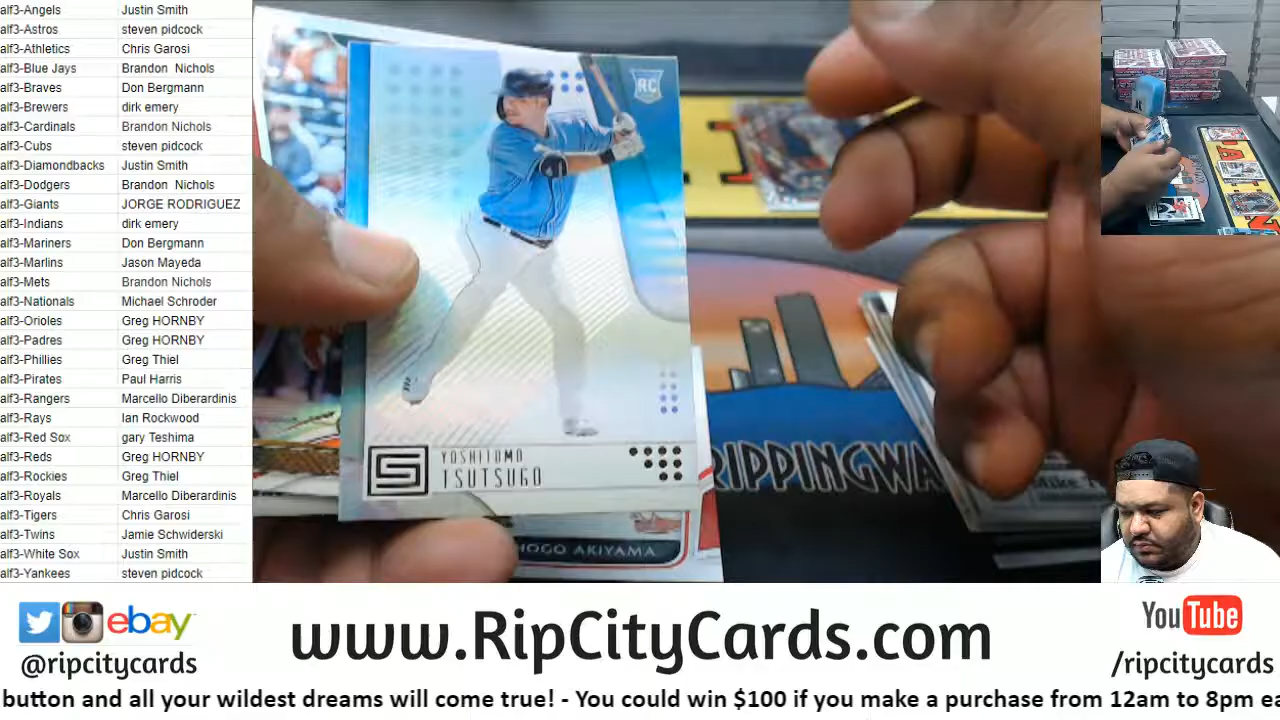 alf3-Angels Justin Smith
alf3-Astros steven pidcock
alf3-Athletics Chris Garosi
alf3-Blue Jays Brandon Nichols
alf3-Braves Don Bergmann
alf3-Brewers dirk emery
alf3-Cardinals Brandon Nichols
alf3-Cubs steven pidcock
alf3-Diamondbacks Justin Smith
alf3-Dodgers Brandon Nichols
alf3-Giants JORGE RODRIGUEZ
alf3-Indians dirk emery
alf3-Mariners Don Bergmann
alf3-Marlins Jason Mayeda
alf3-Mets Brandon Nichols
alf3-Nationals Michael Schroder
alf3-Orioles Greg HORNBY
alf3-Padres Greg HORNBY
alf3-Phillies Greg Thiel
alf3-Pirates Paul Harris
alf3-Rangers Marcello Diberardinis
alf3-Rays Ian Rockwood
alf3-Red Sox gary Teshima
alf3-Reds Greg HORNBY
alf3-Rockies Greg Thiel
alf3-Royals Marcello Diberardinis
alf3-Tigers Chris Garosi
alf3-Twins Jamie Schwiderski
alf3-White Sox Justin Smith
alf3-Yankees steven pidcock
RC
S
YOSHITOMO
TSUTSUGO
HOGO AKIYAMA
RIPPINGWA
Mike
ebay
@ripcitycards
www.RipCityCards.com
YouTube
/ripcitycards
button and all your wildest dreams will come true! - You could win $100 if you make a purchase from 12am to 8pm ea